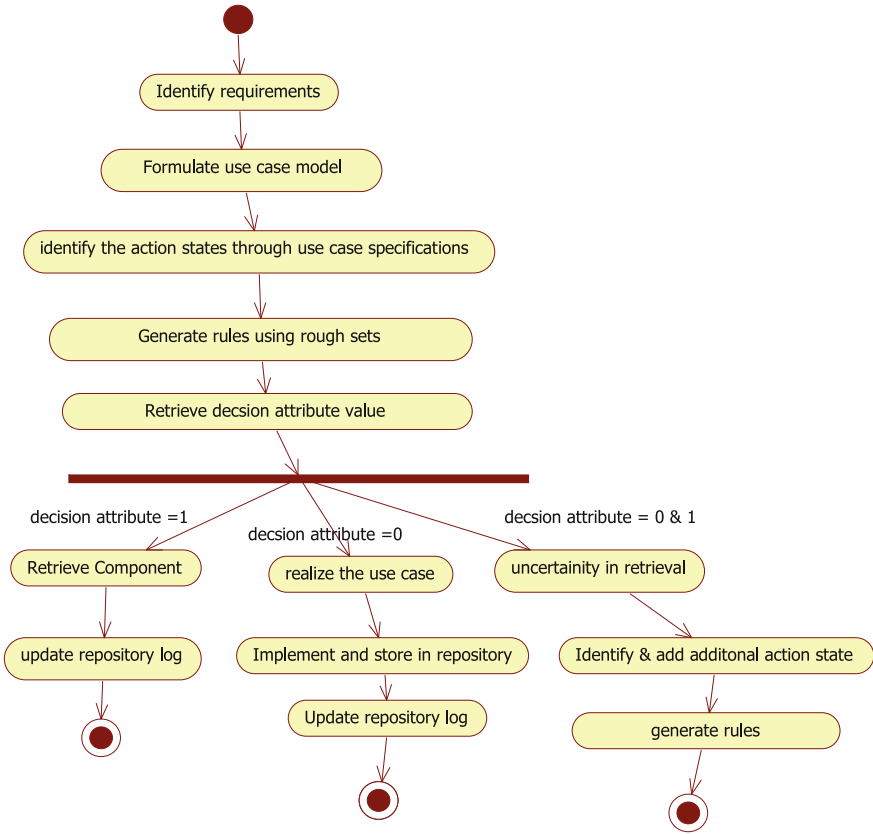 Identify requirements
Formulate use case model
identify the action states through use case specifications
Generate rules using rough sets
Retrieve decsion attribute value
decision attribute =1
decsion attribute =0
decsion attribute = 0 & 1
Retrieve Component
realize the use case
uncertainity in retrieval
update repository log
Implement and store in repository
Identify & add additonal action state
Update repository log
generate rules